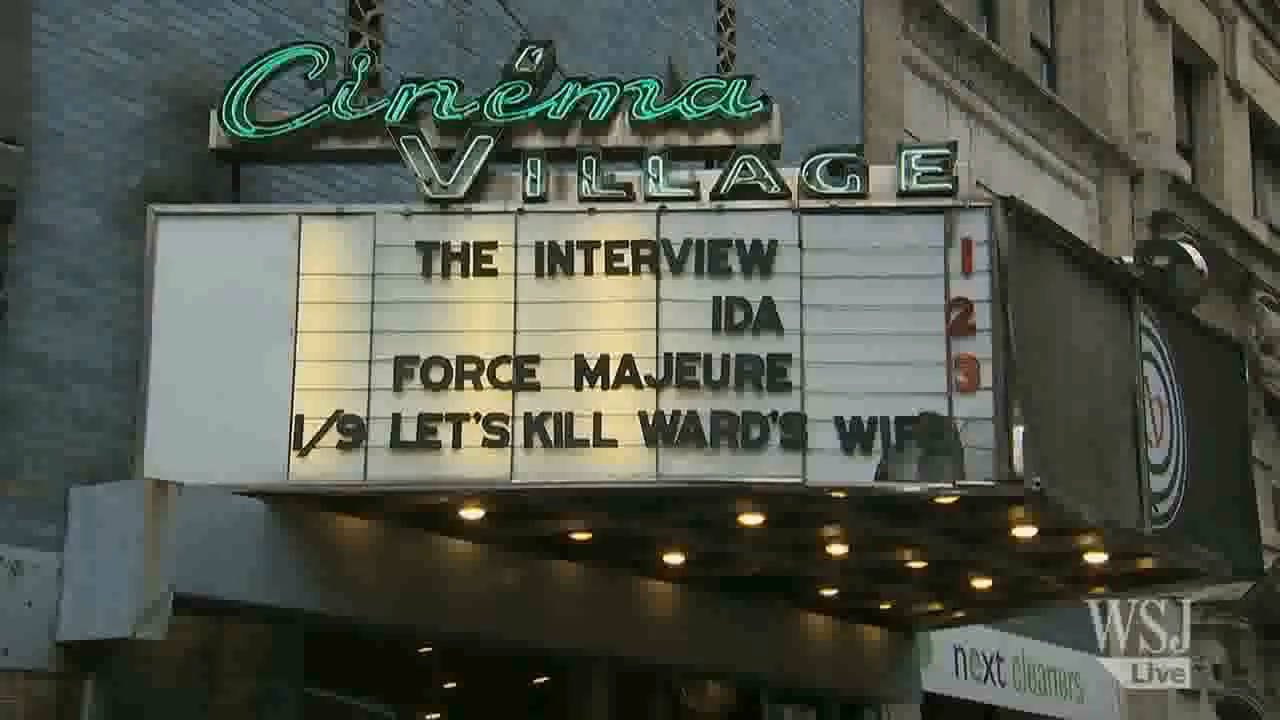 Cinéma
VILLAGE
THE INTERVIEW 1
IDA 2
FORCE MAJEURE 3
1/9 LET'S KILL WARD'S WIFE
WSJ
Live
next cleaners